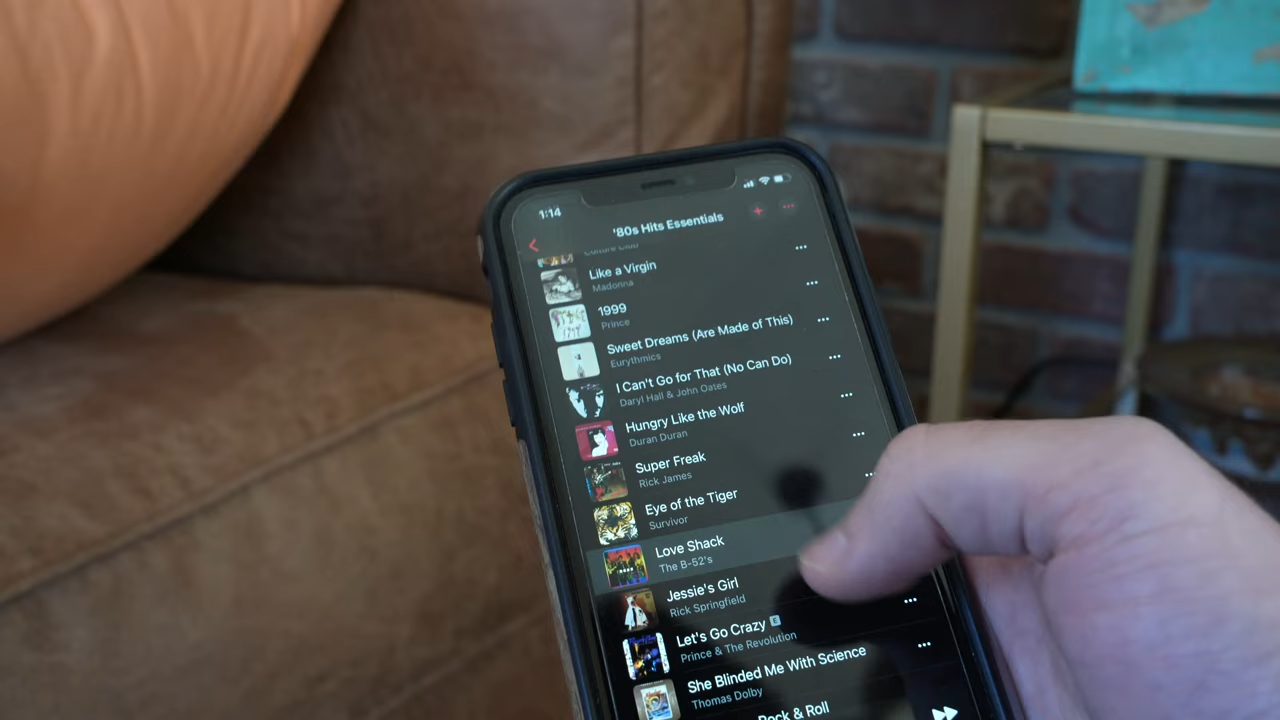 1:14
'80s Hits Essentials
Culture Club
Like a Virgin
Madonna
1999
Prince
Sweet Dreams (Are Made of This)
Eurythmics
I Can't Go for That (No Can Do)
Daryl Hall & John Oates
Hungry Like the Wolf
Duran Duran
Super Freak
Rick James
Eye of the Tiger
Survivor
Love Shack
The B-52's
Jessie's Girl
Rick Springfield
Let's Go Crazy E
Prince & The Revolution
She Blinded Me With Science
Thomas Dolby
Rock & Roll